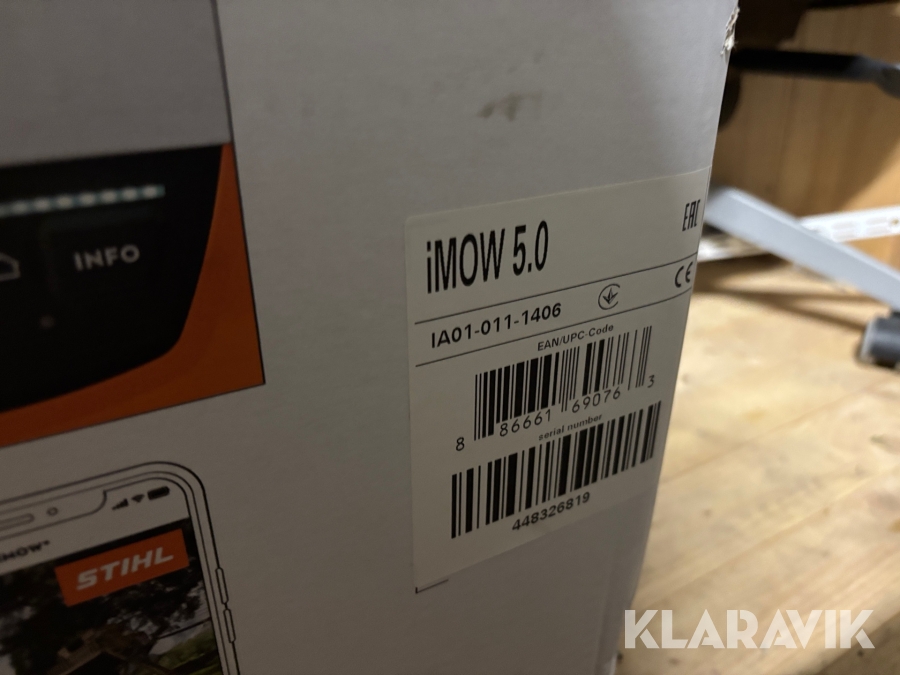 INFO
iMOW 5.0
EAC
IA01-011-1406
CE
EAN/UPC-Code
8 86661 69076 3
serial number
448326819
iMOW®
STIHL
KLARAVIK